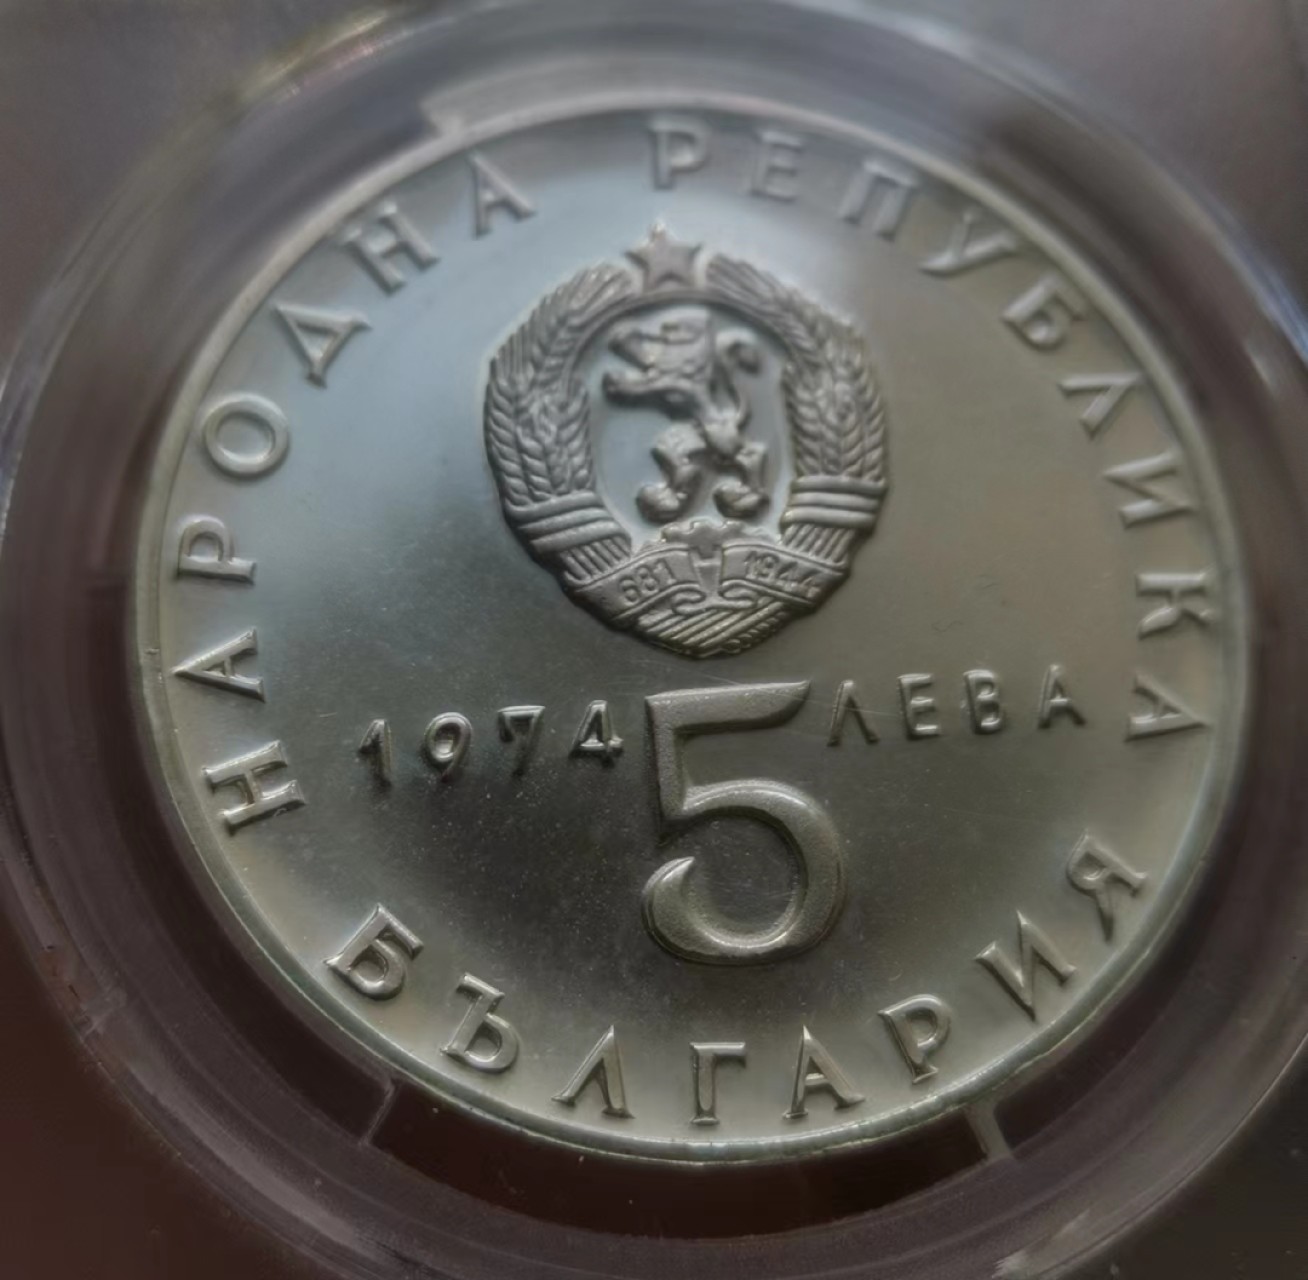 НАРОДНА РЕПУБЛИКА
681 1944
1974 5 ЛЕВА
БЪЛГАРИЯ